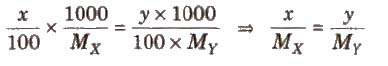 x/100 × 1000/M_X = y × 1000/100 × M_Y ⇒ x/M_X = y/M_Y